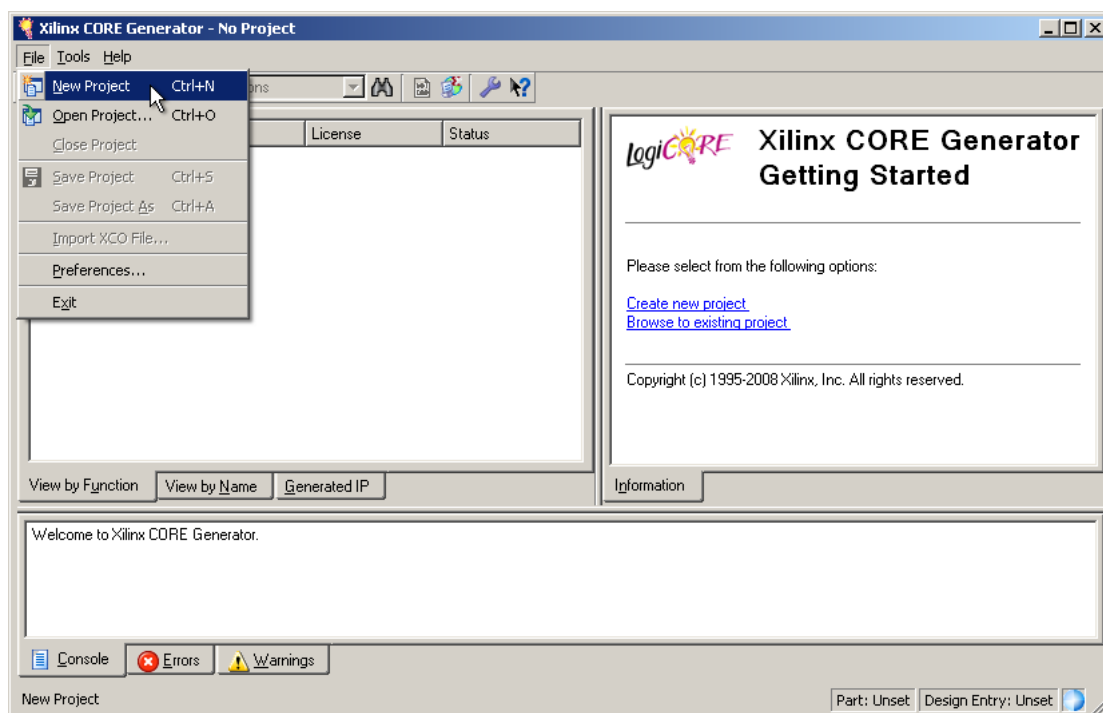 Xilinx CORE Generator - No Project
File Tools Help
New Project Ctrl+N
Open Project... Ctrl+O
Close Project
Save Project Ctrl+S
Save Project As Ctrl+A
Import XCO File...
Preferences...
Exit
ons
License Status
View by Function View by Name Generated IP
LogiCORE
Xilinx CORE Generator
Getting Started
Please select from the following options:
Create new project
Browse to existing project
Copyright (c) 1995-2008 Xilinx, Inc. All rights reserved.
Information
Welcome to Xilinx CORE Generator.
Console Errors Warnings
New Project Part: Unset Design Entry: Unset